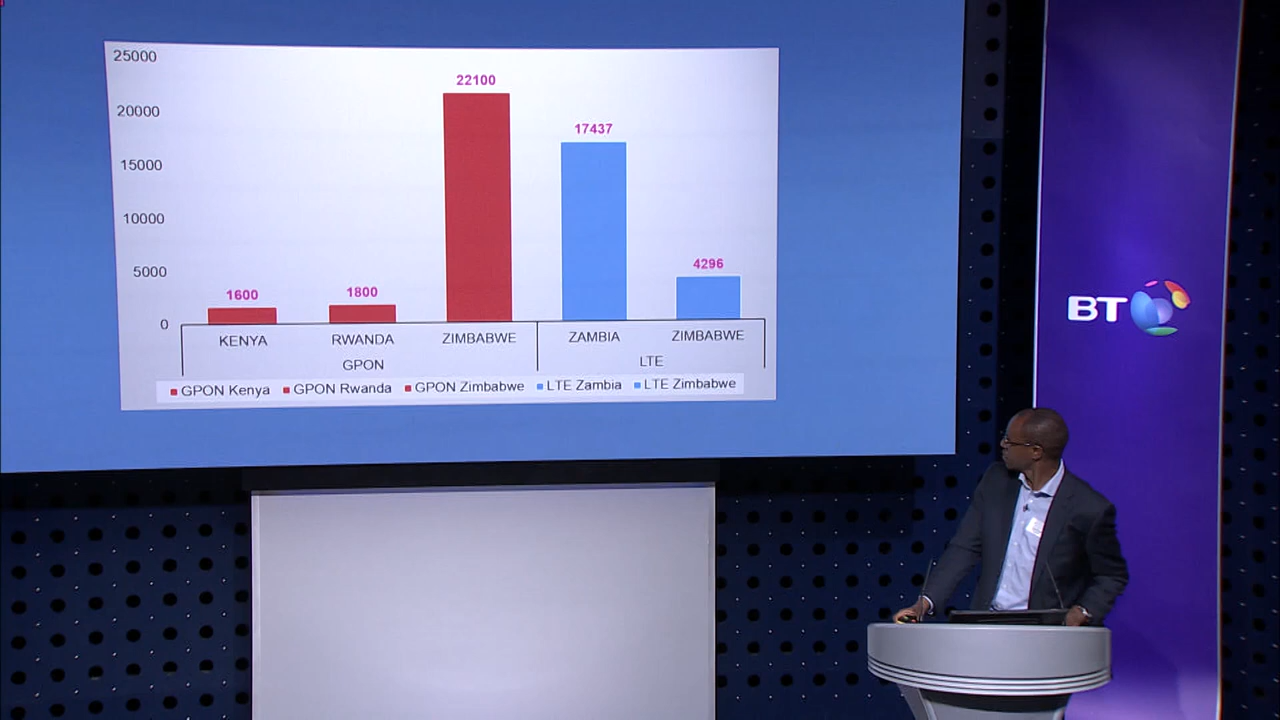 25000
22100
20000
17437
15000
10000
5000
4296
1600
1800
0
KENYA RWANDA ZIMBABWE ZAMBIA ZIMBABWE
GPON LTE
GPON Kenya GPON Rwanda GPON Zimbabwe LTE Zambia LTE Zimbabwe
BT